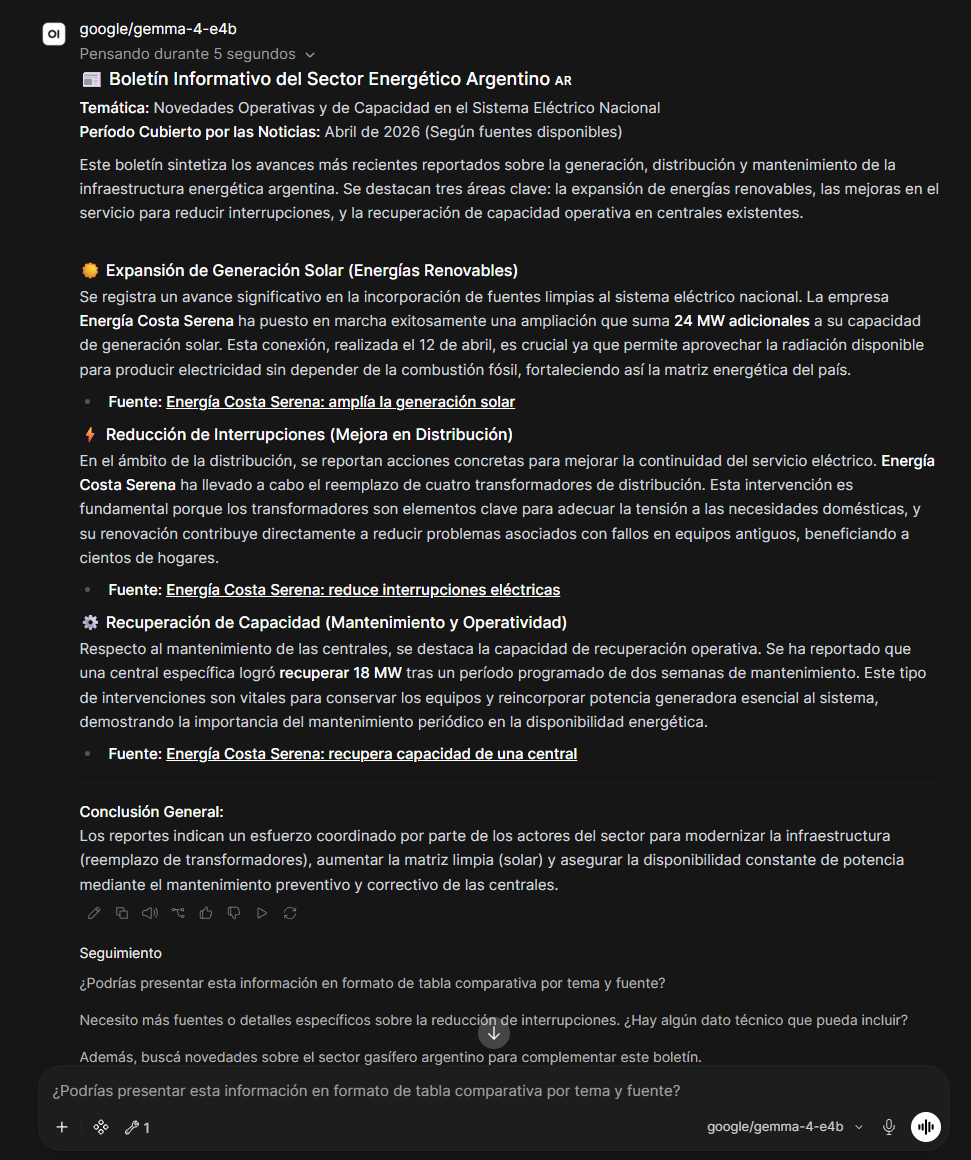 OI
google/gemma-4-e4b
Pensando durante 5 segundos
Boletín Informativo del Sector Energético Argentino AR
Temática: Novedades Operativas y de Capacidad en el Sistema Eléctrico Nacional
Período Cubierto por las Noticias: Abril de 2026 (Según fuentes disponibles)
Este boletín sintetiza los avances más recientes reportados sobre la generación, distribución y mantenimiento de la
infraestructura energética argentina. Se destacan tres áreas clave: la expansión de energías renovables, las mejoras en el
servicio para reducir interrupciones, y la recuperación de capacidad operativa en centrales existentes.
Expansión de Generación Solar (Energías Renovables)
Se registra un avance significativo en la incorporación de fuentes limpias al sistema eléctrico nacional. La empresa
Energía Costa Serena ha puesto en marcha exitosamente una ampliación que suma 24 MW adicionales a su capacidad
de generación solar. Esta conexión, realizada el 12 de abril, es crucial ya que permite aprovechar la radiación disponible
para producir electricidad sin depender de la combustión fósil, fortaleciendo así la matriz energética del país.
Fuente: Energía Costa Serena: amplía la generación solar
Reducción de Interrupciones (Mejora en Distribución)
En el ámbito de la distribución, se reportan acciones concretas para mejorar la continuidad del servicio eléctrico. Energía
Costa Serena ha llevado a cabo el reemplazo de cuatro transformadores de distribución. Esta intervención es
fundamental porque los transformadores son elementos clave para adecuar la tensión a las necesidades domésticas, y
su renovación contribuye directamente a reducir problemas asociados con fallos en equipos antiguos, beneficiando a
cientos de hogares.
Fuente: Energía Costa Serena: reduce interrupciones eléctricas
Recuperación de Capacidad (Mantenimiento y Operatividad)
Respecto al mantenimiento de las centrales, se destaca la capacidad de recuperación operativa. Se ha reportado que
una central específica logró recuperar 18 MW tras un período programado de dos semanas de mantenimiento. Este tipo
de intervenciones son vitales para conservar los equipos y reincorporar potencia generadora esencial al sistema,
demostrando la importancia del mantenimiento periódico en la disponibilidad energética.
Fuente: Energía Costa Serena: recupera capacidad de una central
Conclusión General:
Los reportes indican un esfuerzo coordinado por parte de los actores del sector para modernizar la infraestructura
(reemplazo de transformadores), aumentar la matriz limpia (solar) y asegurar la disponibilidad constante de potencia
mediante el mantenimiento preventivo y correctivo de las centrales.
Seguimiento
¿Podrías presentar esta información en formato de tabla comparativa por tema y fuente?
Necesito más fuentes o detalles específicos sobre la reducción de interrupciones. ¿Hay algún dato técnico que pueda incluir?
Además, buscá novedades sobre el sector gasífero argentino para complementar este boletín.
¿Podrías presentar esta información en formato de tabla comparativa por tema y fuente?
1
google/gemma-4-e4b